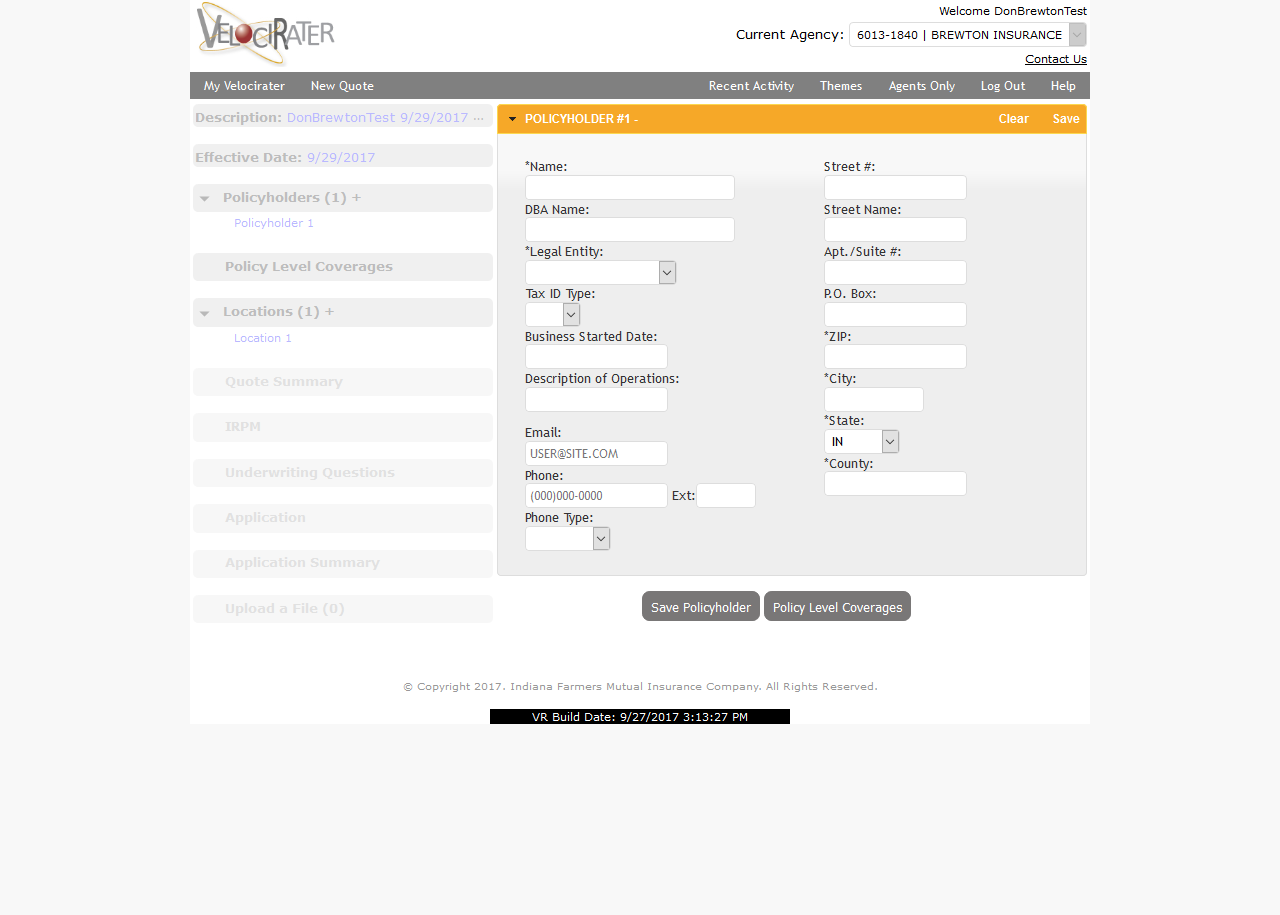 VELOCIRATER
Welcome DonBrewtonTest
Current Agency: 6013-1840 | BREWTON INSURANCE
Contact Us
My Velocirater New Quote Recent Activity Themes Agents Only Log Out Help
Description: DonBrewtonTest 9/29/2017 ...
Effective Date: 9/29/2017
Policyholders (1) +
Policyholder 1
Policy Level Coverages
Locations (1) +
Location 1
Quote Summary
IRPM
Underwriting Questions
Application
Application Summary
Upload a File (0)
POLICYHOLDER #1 - Clear Save
*Name:
DBA Name:
*Legal Entity:
Tax ID Type:
Business Started Date:
Description of Operations:
Email:
USER@SITE.COM
Phone:
(000)000-0000 Ext:
Phone Type:
Street #:
Street Name:
Apt./Suite #:
P.O. Box:
*ZIP:
*City:
*State:
IN
*County:
Save Policyholder Policy Level Coverages
© Copyright 2017. Indiana Farmers Mutual Insurance Company. All Rights Reserved.
VR Build Date: 9/27/2017 3:13:27 PM